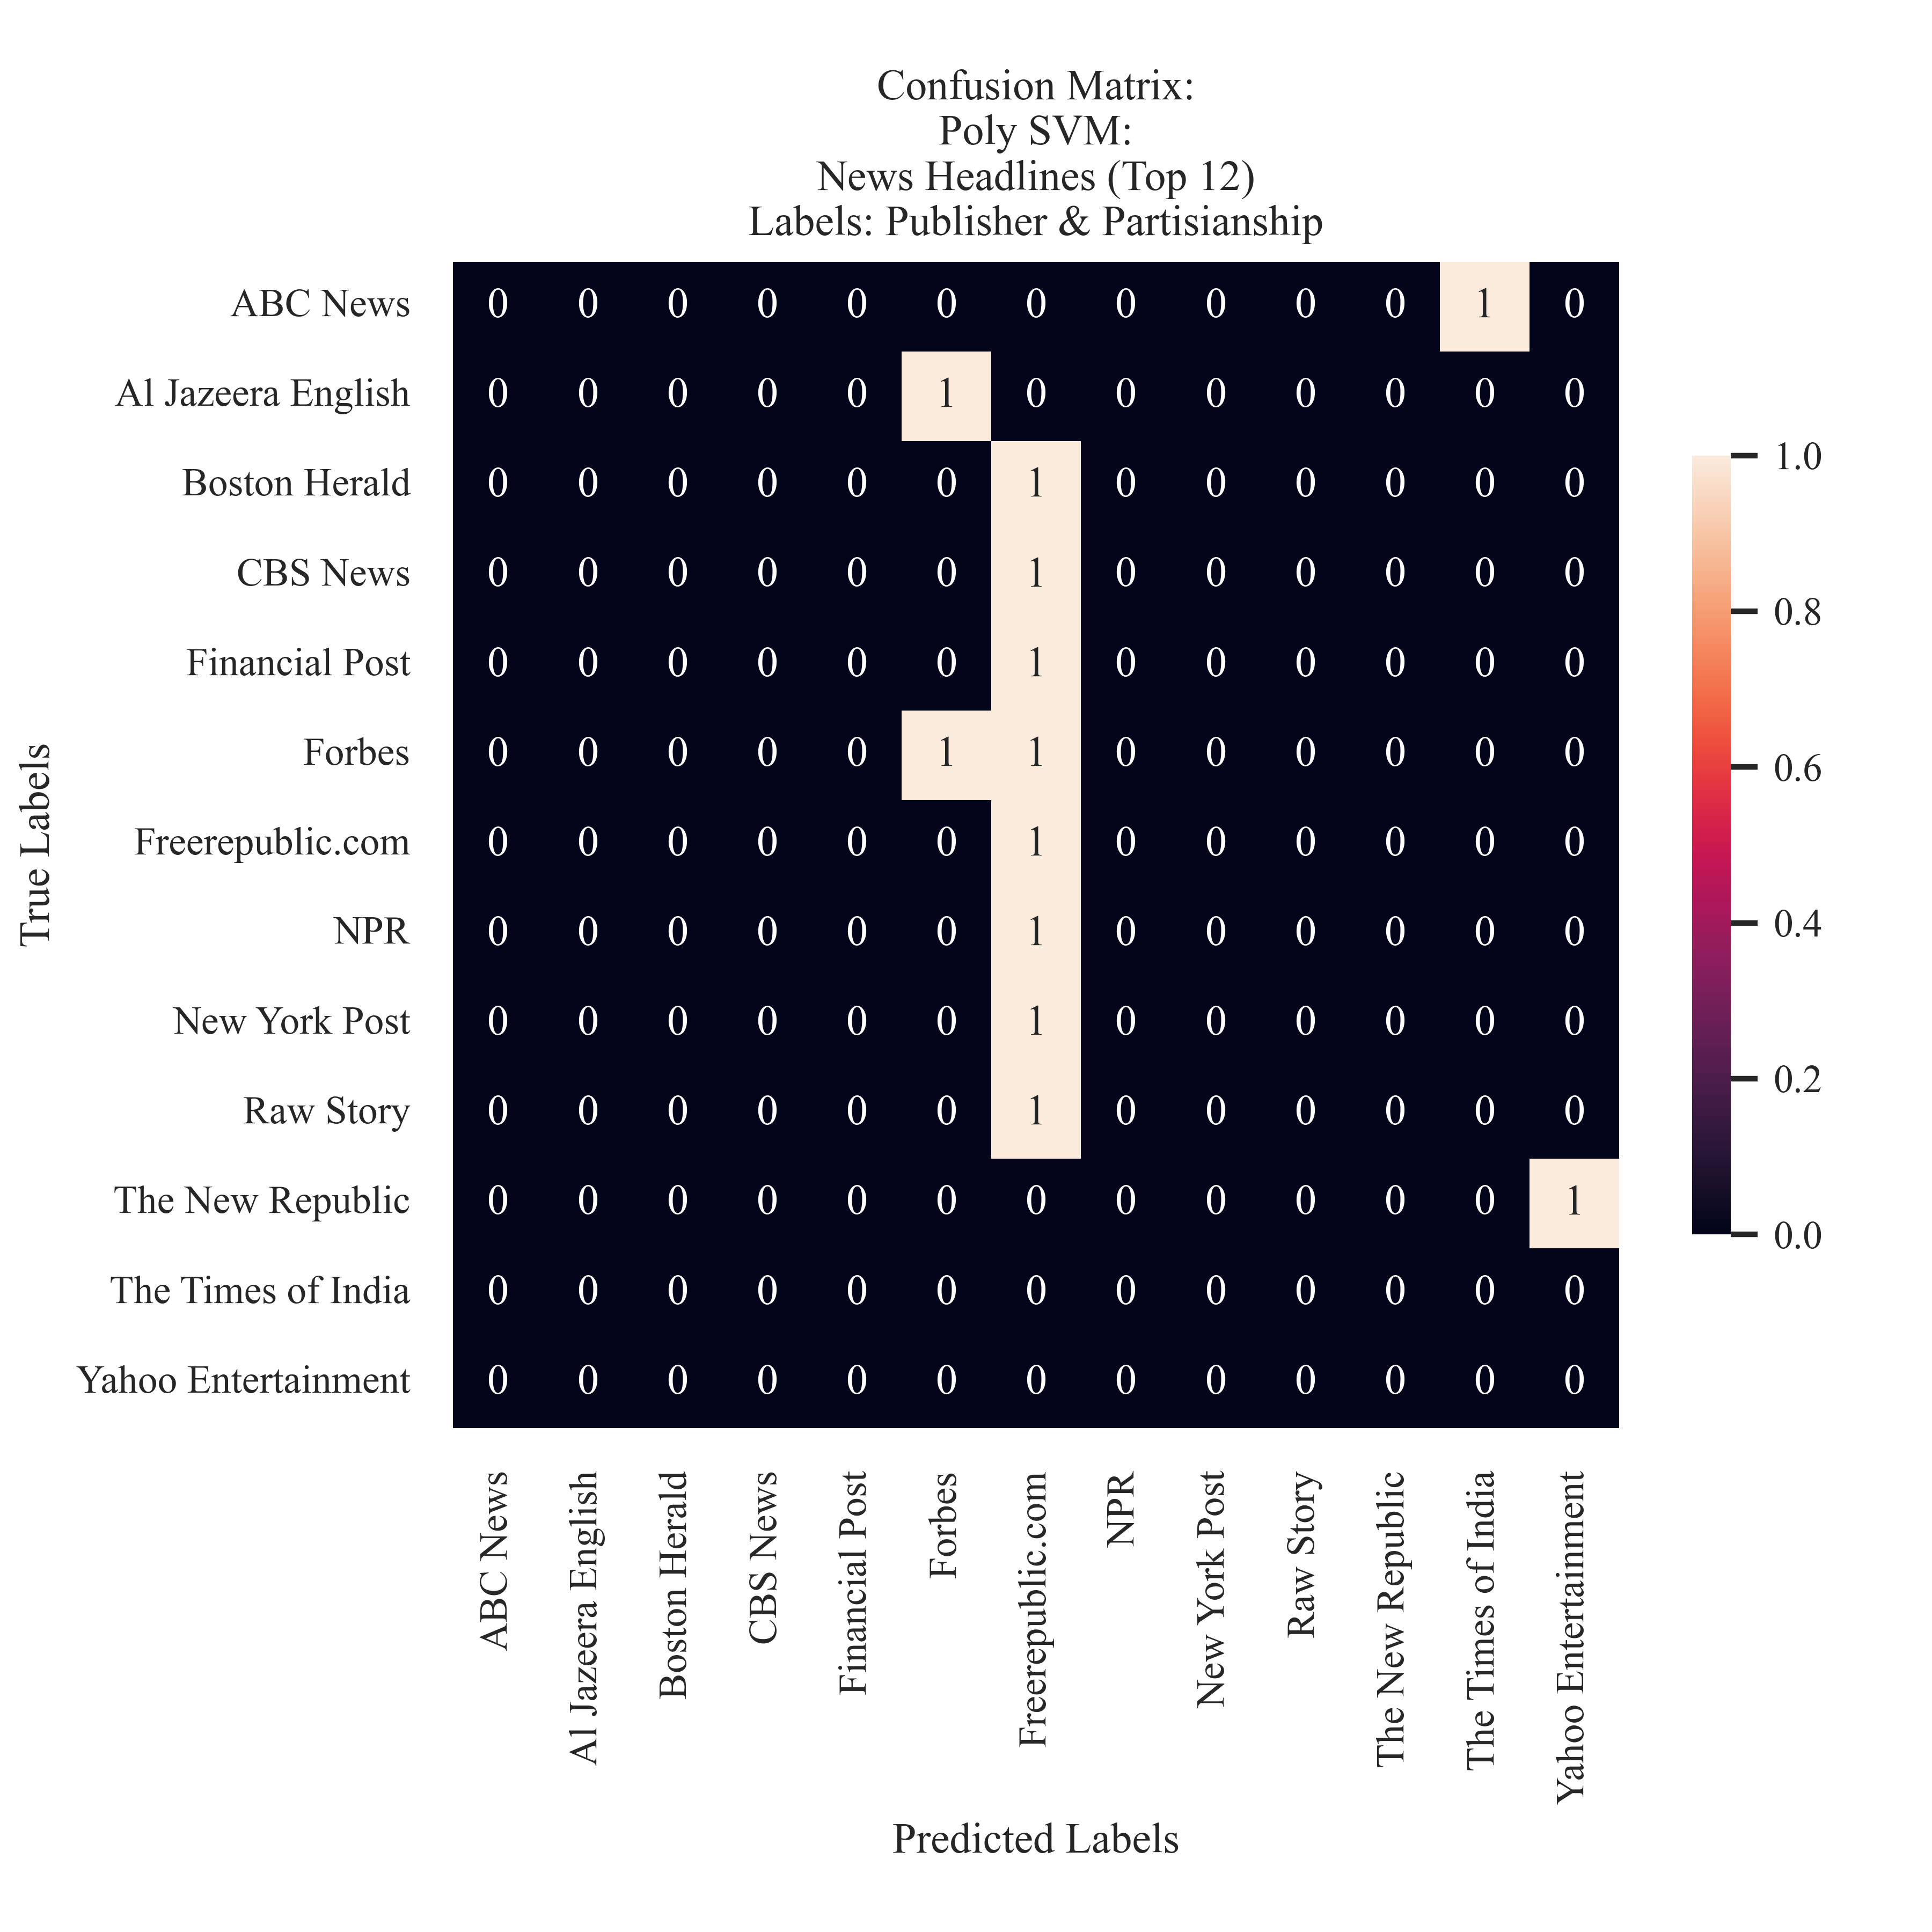 Confusion Matrix:
Poly SVM:
News Headlines (Top 12)
Labels: Publisher & Partisianship
True Labels
ABC News 0 0 0 0 0 0 0 0 0 0 0 1 0
Al Jazeera English 0 0 0 0 0 1 0 0 0 0 0 0 0
Boston Herald 0 0 0 0 0 0 1 0 0 0 0 0 0
CBS News 0 0 0 0 0 0 1 0 0 0 0 0 0
Financial Post 0 0 0 0 0 0 1 0 0 0 0 0 0
Forbes 0 0 0 0 0 1 1 0 0 0 0 0 0
Freerepublic.com 0 0 0 0 0 0 1 0 0 0 0 0 0
NPR 0 0 0 0 0 0 1 0 0 0 0 0 0
New York Post 0 0 0 0 0 0 1 0 0 0 0 0 0
Raw Story 0 0 0 0 0 0 1 0 0 0 0 0 0
The New Republic 0 0 0 0 0 0 0 0 0 0 0 0 1
The Times of India 0 0 0 0 0 0 0 0 0 0 0 0 0
Yahoo Entertainment 0 0 0 0 0 0 0 0 0 0 0 0 0
ABC News
Al Jazeera English
Boston Herald
CBS News
Financial Post
Forbes
Freerepublic.com
NPR
New York Post
Raw Story
The New Republic
The Times of India
Yahoo Entertainment
Predicted Labels
1.0
0.8
0.6
0.4
0.2
0.0